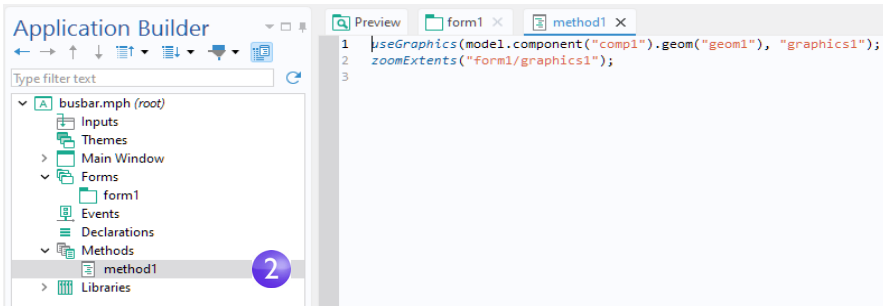 Application Builder
Type filter text
busbar.mph (root)
Inputs
Themes
Main Window
Forms
form1
Events
Declarations
Methods
method1
Libraries
2
Preview
form1
method1
1 useGraphics(model.component("comp1").geom("geom1"), "graphics1");
2 zoomExtents("form1/graphics1");
3